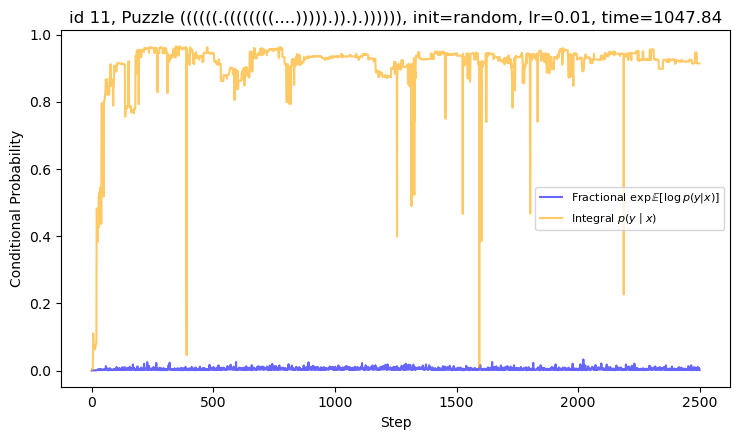 id 11, Puzzle ((((((.((((((((....))))).)).).)))))), init=random, lr=0.01, time=1047.84
1.0
0.8
0.6
0.4
0.2
0.0
Conditional Probability
Fractional exp𝔼[log p(y|x)]
Integral p(y | x)
0
500
1000
1500
2000
2500
Step